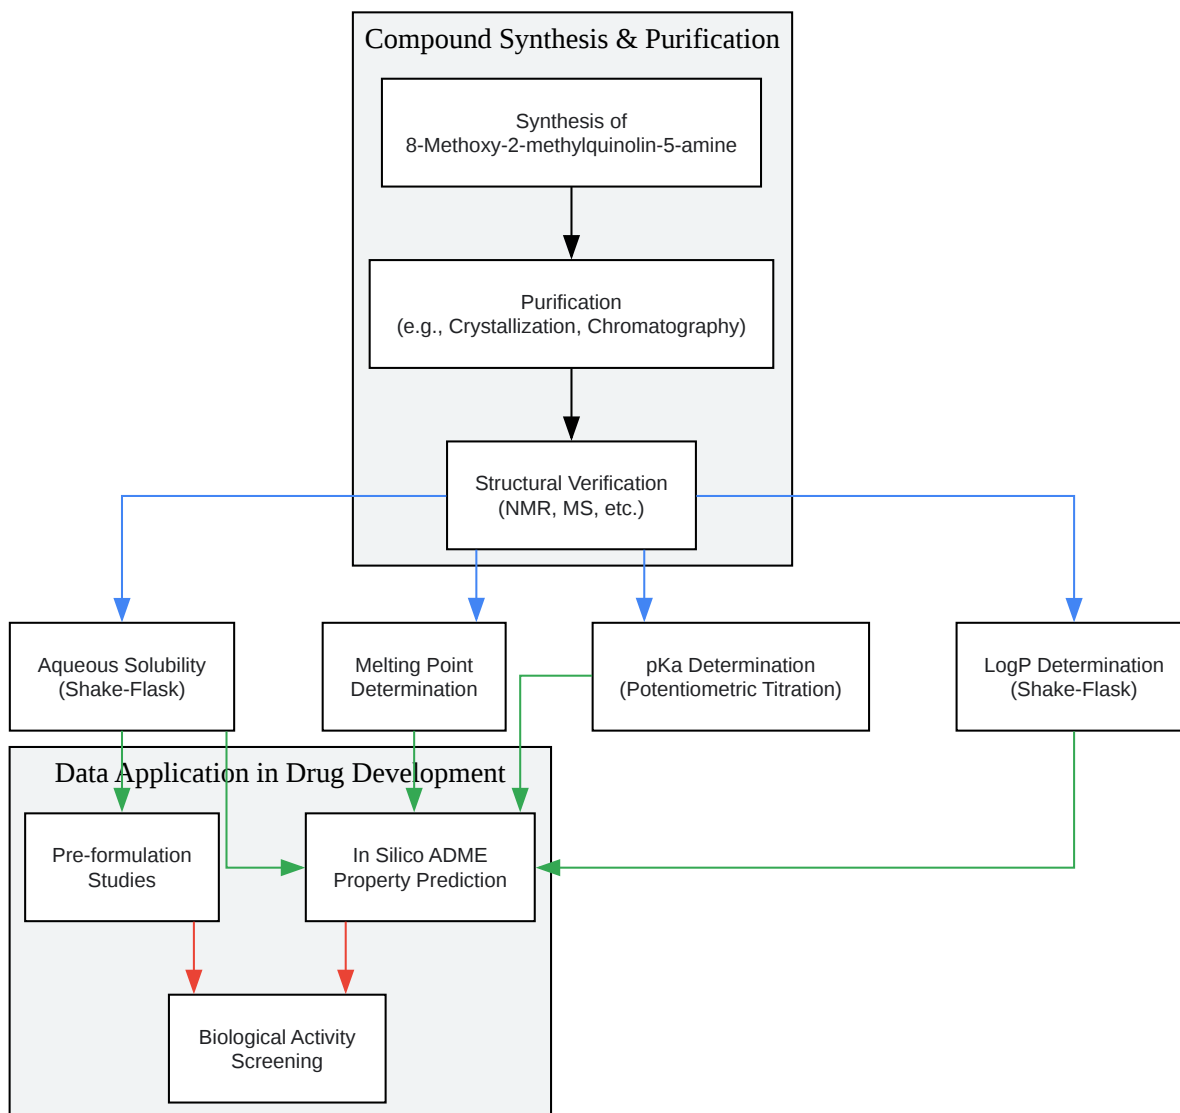 Compound Synthesis & Purification
Synthesis of
8-Methoxy-2-methylquinolin-5-amine
Purification
(e.g., Crystallization, Chromatography)
Structural Verification
(NMR, MS, etc.)
Aqueous Solubility
(Shake-Flask)
Melting Point
Determination
pKa Determination
(Potentiometric Titration)
LogP Determination
(Shake-Flask)
Data Application in Drug Development
Pre-formulation
Studies
In Silico ADME
Property Prediction
Biological Activity
Screening